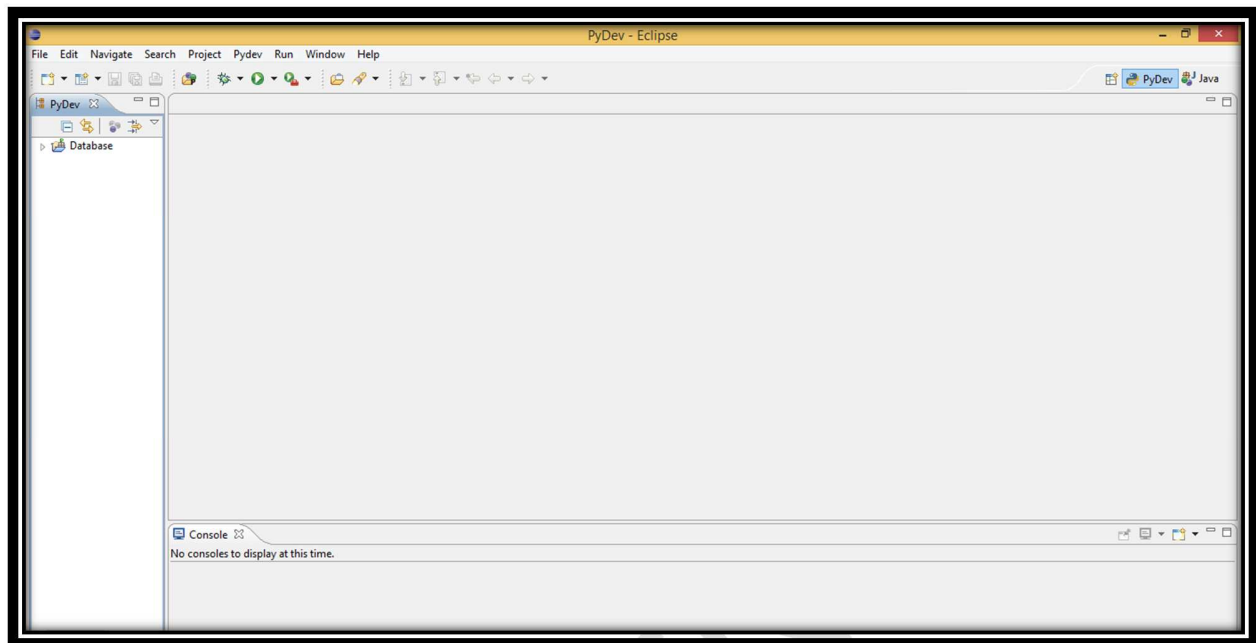 PyDev - Eclipse
File Edit Navigate Search Project Pydev Run Window Help
PyDev Java
PyDev
Database
Console
No consoles to display at this time.